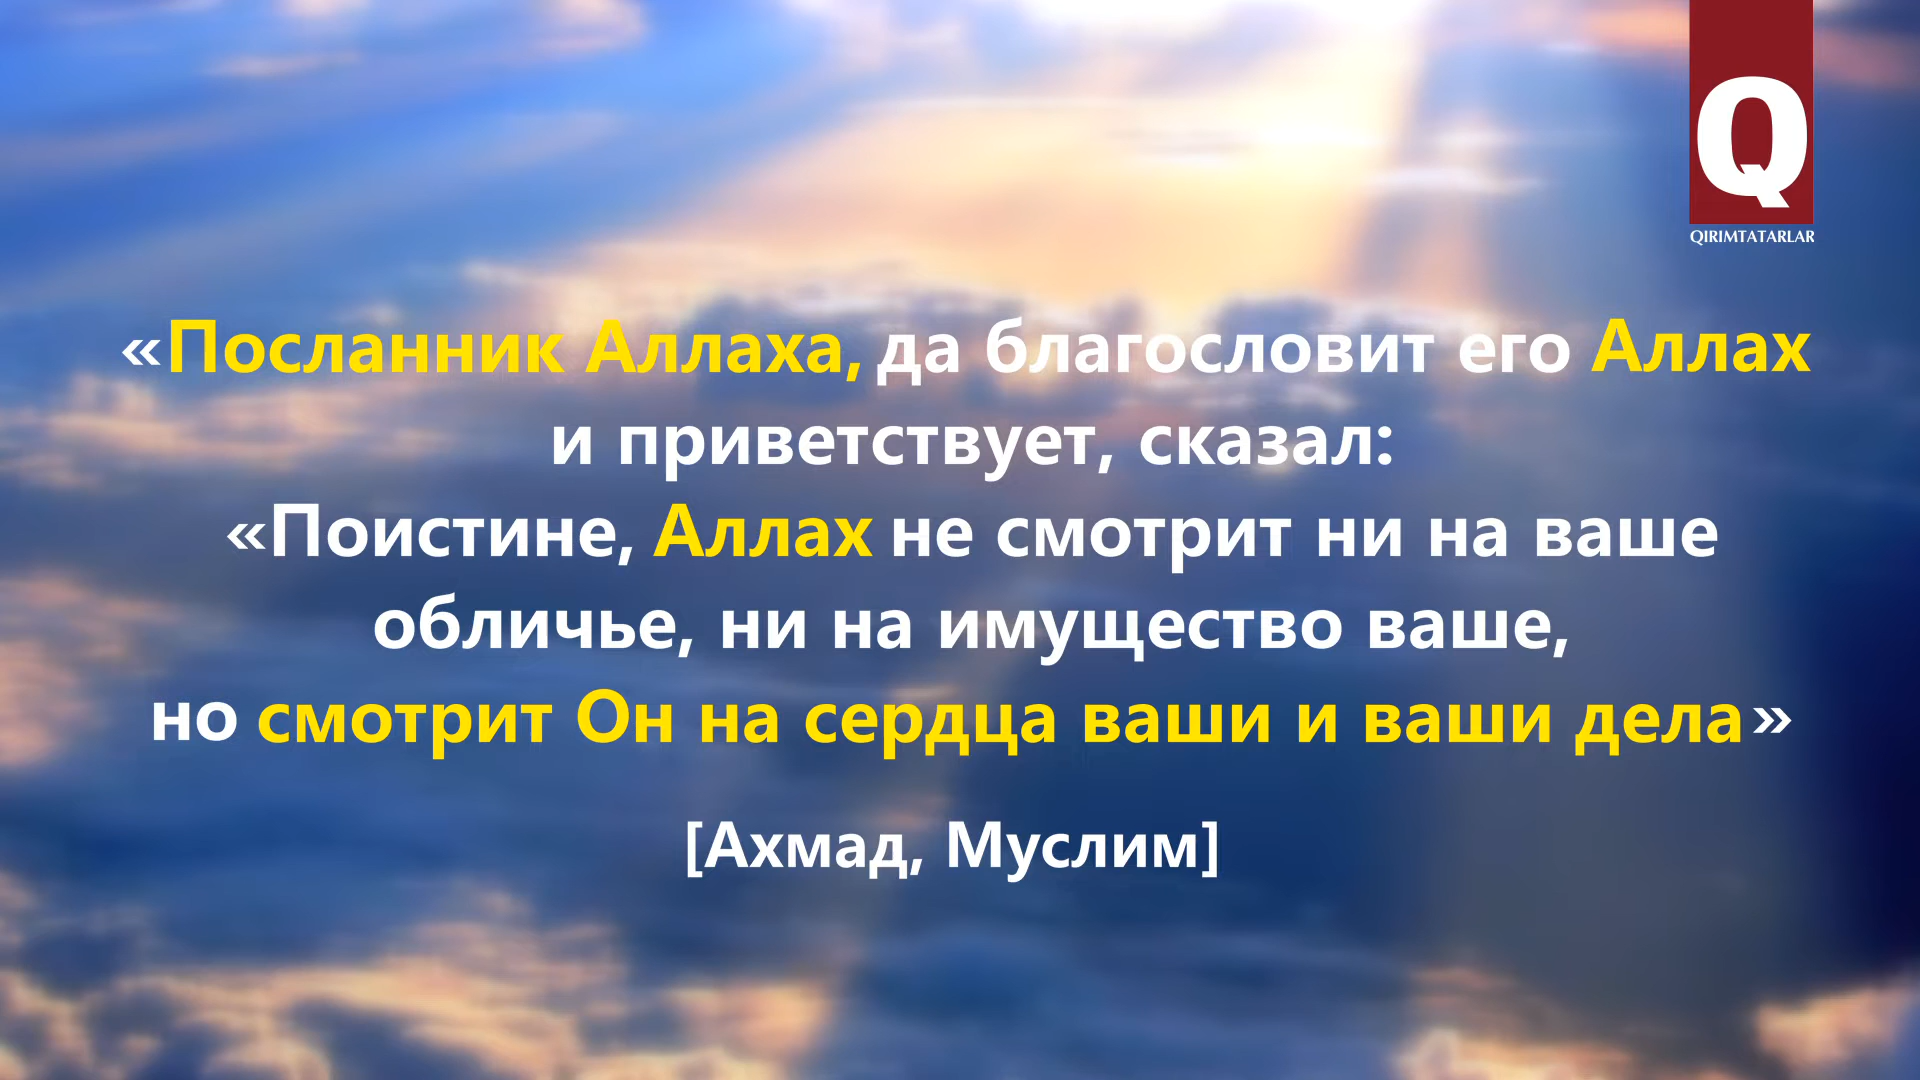 Q
QIRIMTATARLAR
«Посланник Аллаха, да благословит его Аллах
и приветствует, сказал:
«Поистине, Аллах не смотрит ни на ваше
обличье, ни на имущество ваше,
но смотрит Он на сердца ваши и ваши дела»
[Ахмад, Муслим]